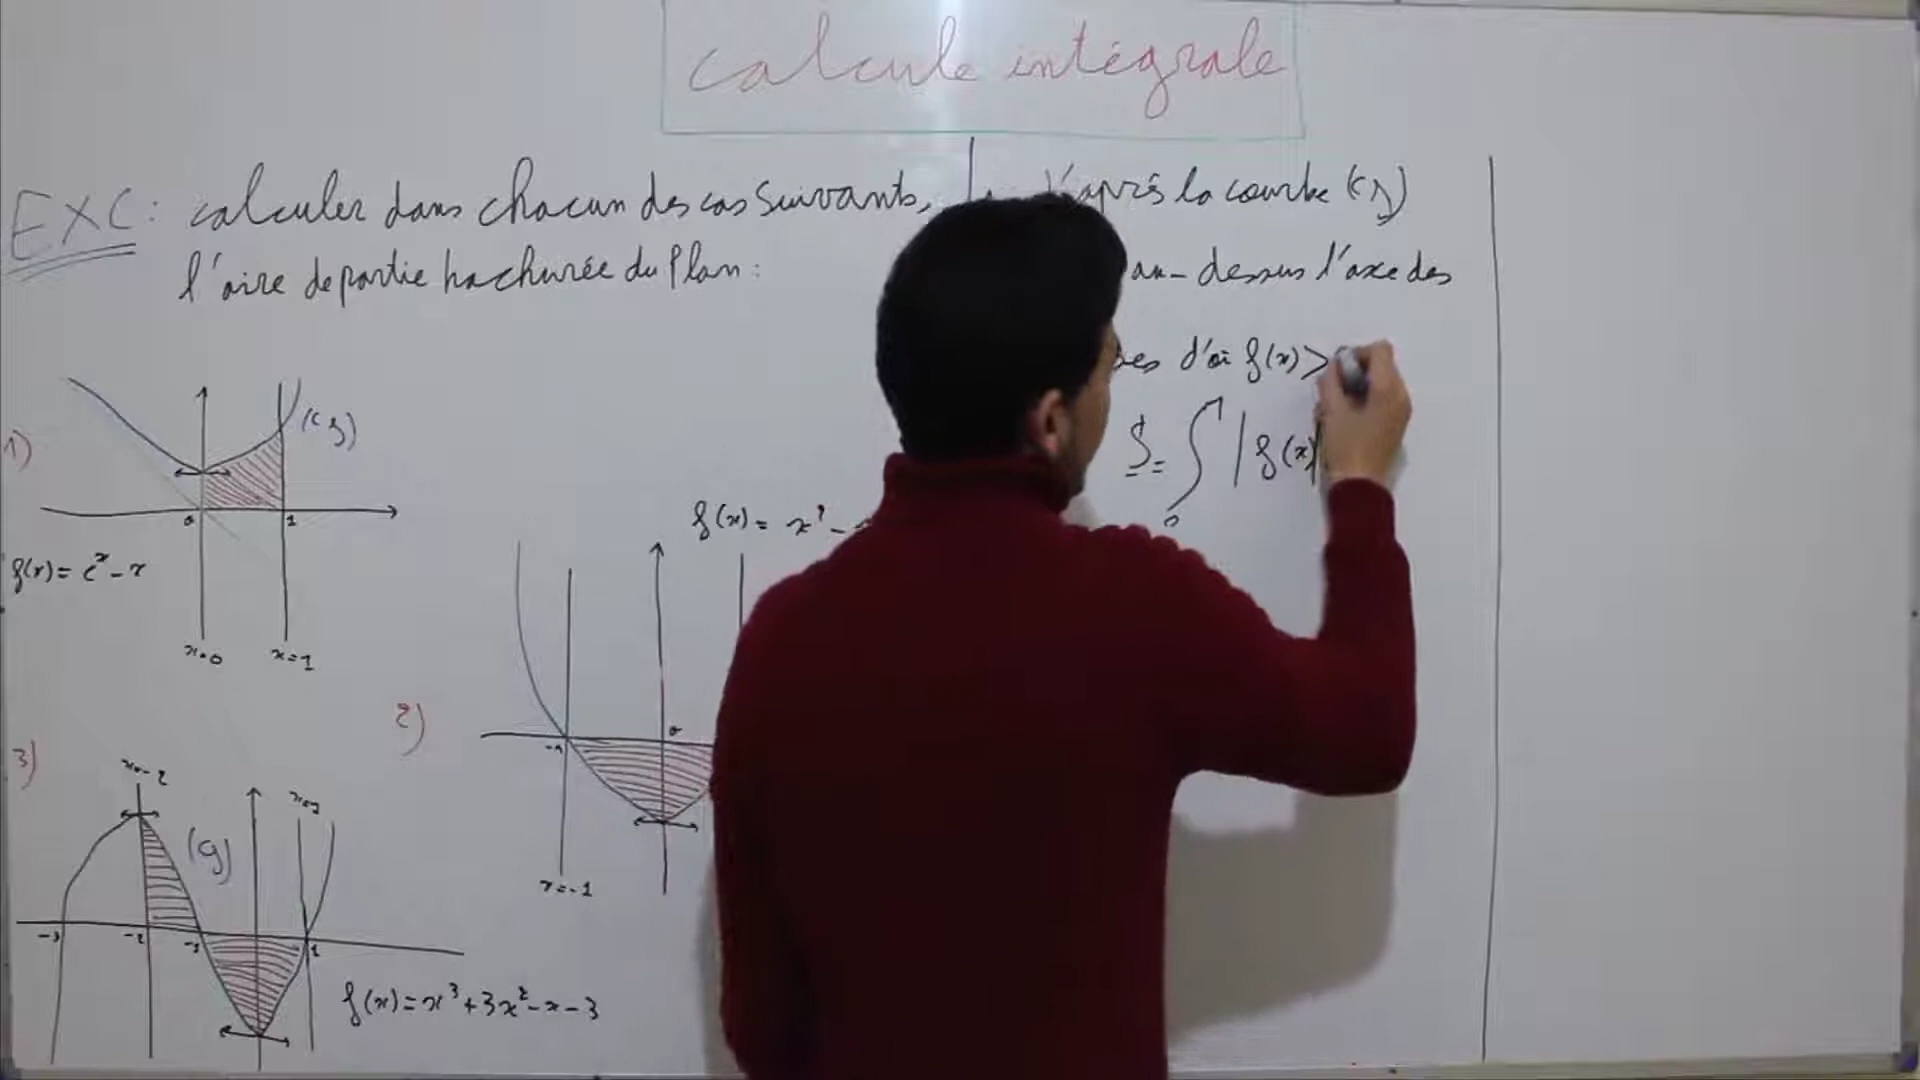 calcule intégrale
EXC: calculer dans chacun des cas suivants,
l'aire de partie hachurée du Plan:
1)
(Cf)
0
1
f(x) = e^x - x
x=0
x=1
2)
f(x) = x² -
-1
0
x=-1
3)
x=-2
x=1
(Cf)
-3
-2
-1
1
f(x) = x³ + 3x² - x - 3
d'après la courbe (Cf)
au-dessus l'axe des
d'où f(x) >
S = ∫₀¹ |f(x)